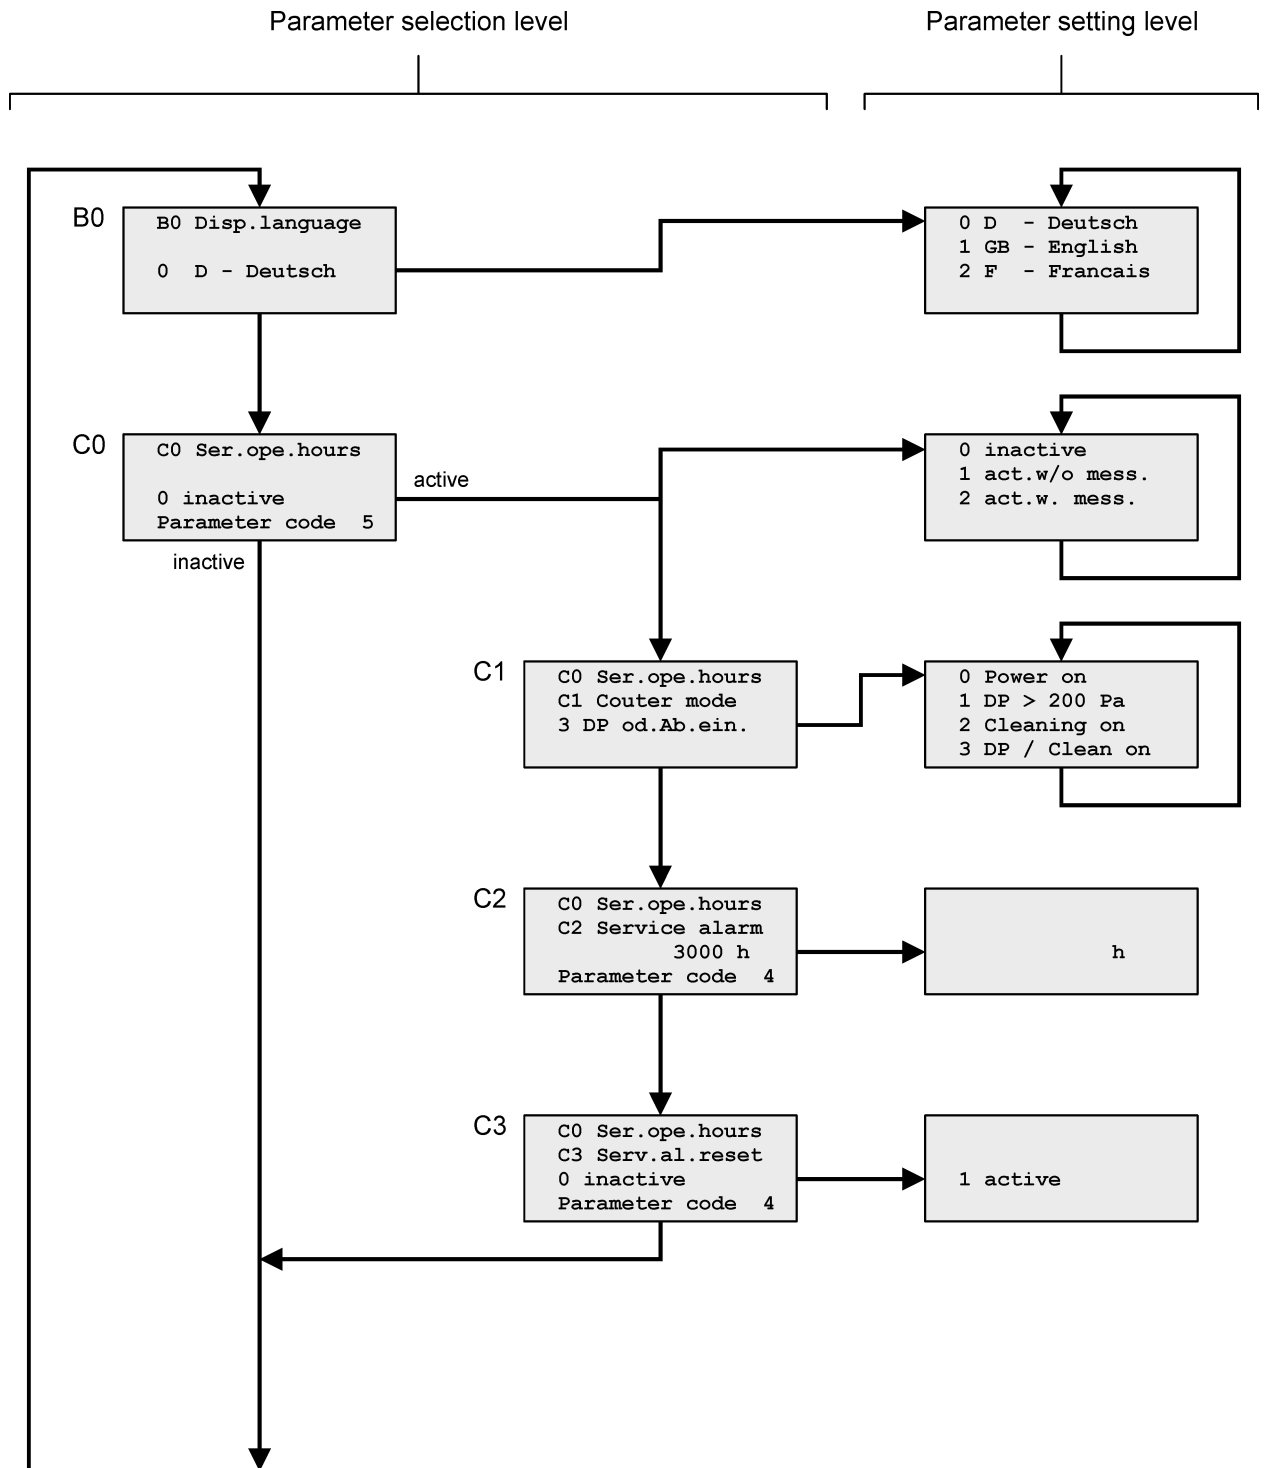 Parameter selection level
Parameter setting level
B0
B0 Disp.language
0 D - Deutsch
0 D - Deutsch
1 GB - English
2 F - Francais
C0
C0 Ser.ope.hours
0 inactive
Parameter code 5
active
inactive
0 inactive
1 act.w/o mess.
2 act.w. mess.
C1
C0 Ser.ope.hours
C1 Couter mode
3 DP od.Ab.ein.
0 Power on
1 DP > 200 Pa
2 Cleaning on
3 DP / Clean on
C2
C0 Ser.ope.hours
C2 Service alarm
3000 h
Parameter code 4
h
C3
C0 Ser.ope.hours
C3 Serv.al.reset
0 inactive
Parameter code 4
1 active